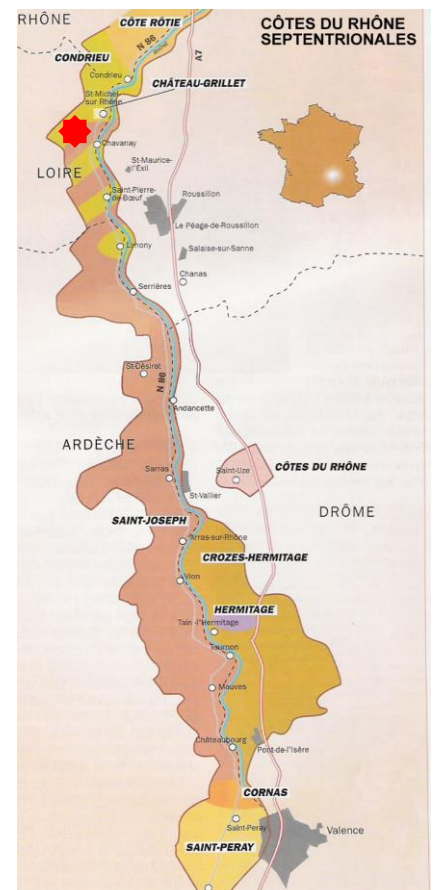 RHÔNE
CÔTE RÔTIE
CÔTES DU RHÔNE
SEPTENTRIONALES
N 86
A7
CONDRIEU
Condrieu
CHÂTEAU-GRILLET
St-Michel
sur Rhône
Chavanay
St-Maurice-
l'Exil
LOIRE
Saint-Pierre-
de-Bœuf
Roussillon
Le Péage-de-Roussillon
Limony
Salaise-sur-Sanne
Chanas
Serrières
St-Désirat
N 86
Andancette
ARDÈCHE
Sarras
Saint-Uze
CÔTES DU RHÔNE
St-Vallier
DRÔME
SAINT-JOSEPH
Arras-sur-Rhône
CROZES-HERMITAGE
Vion
HERMITAGE
Tain-l'Hermitage
Tournon
Mauves
Châteaubourg
Pont-de-l'Isère
CORNAS
Saint-Peray
Valence
SAINT-PERAY